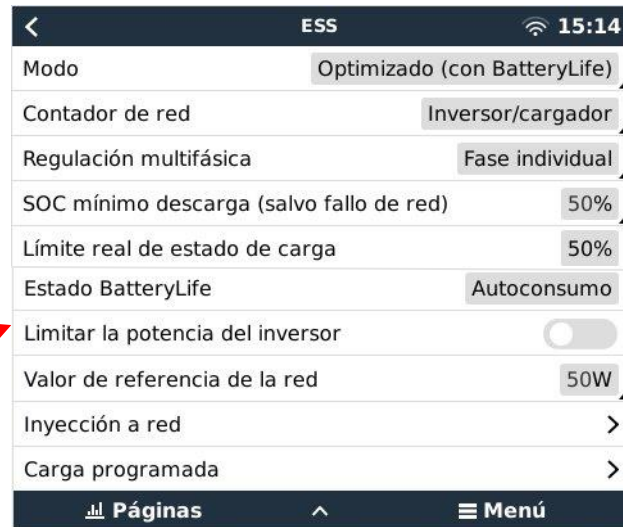 ESS 15:14
Modo Optimizado (con BatteryLife)
Contador de red Inversor/cargador
Regulación multifásica Fase individual
SOC mínimo descarga (salvo fallo de red) 50%
Límite real de estado de carga 50%
Estado BatteryLife Autoconsumo
Limitar la potencia del inversor
Valor de referencia de la red 50W
Inyección a red
Carga programada
Páginas Menú